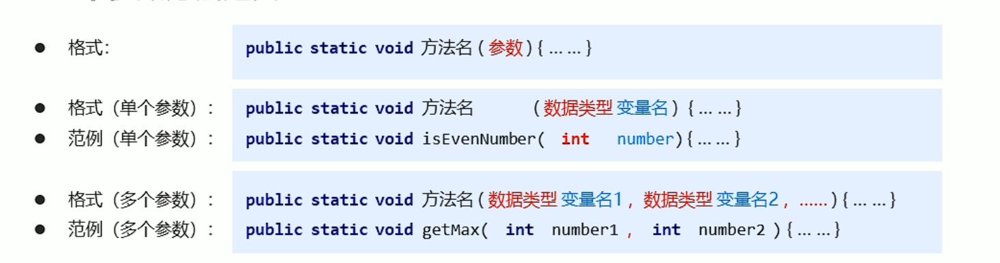 ● 格式： public static void 方法名 ( 参数 ) { ... ... }
● 格式（单个参数）： public static void 方法名 ( 数据类型 变量名 ) { ... ... }
● 范例（单个参数）： public static void isEvenNumber( int number){ ... ... }
● 格式（多个参数）： public static void 方法名 ( 数据类型 变量名1 , 数据类型 变量名2 , ...... ) { ... ... }
● 范例（多个参数）： public static void getMax( int number1 , int number2 ) { ... ... }